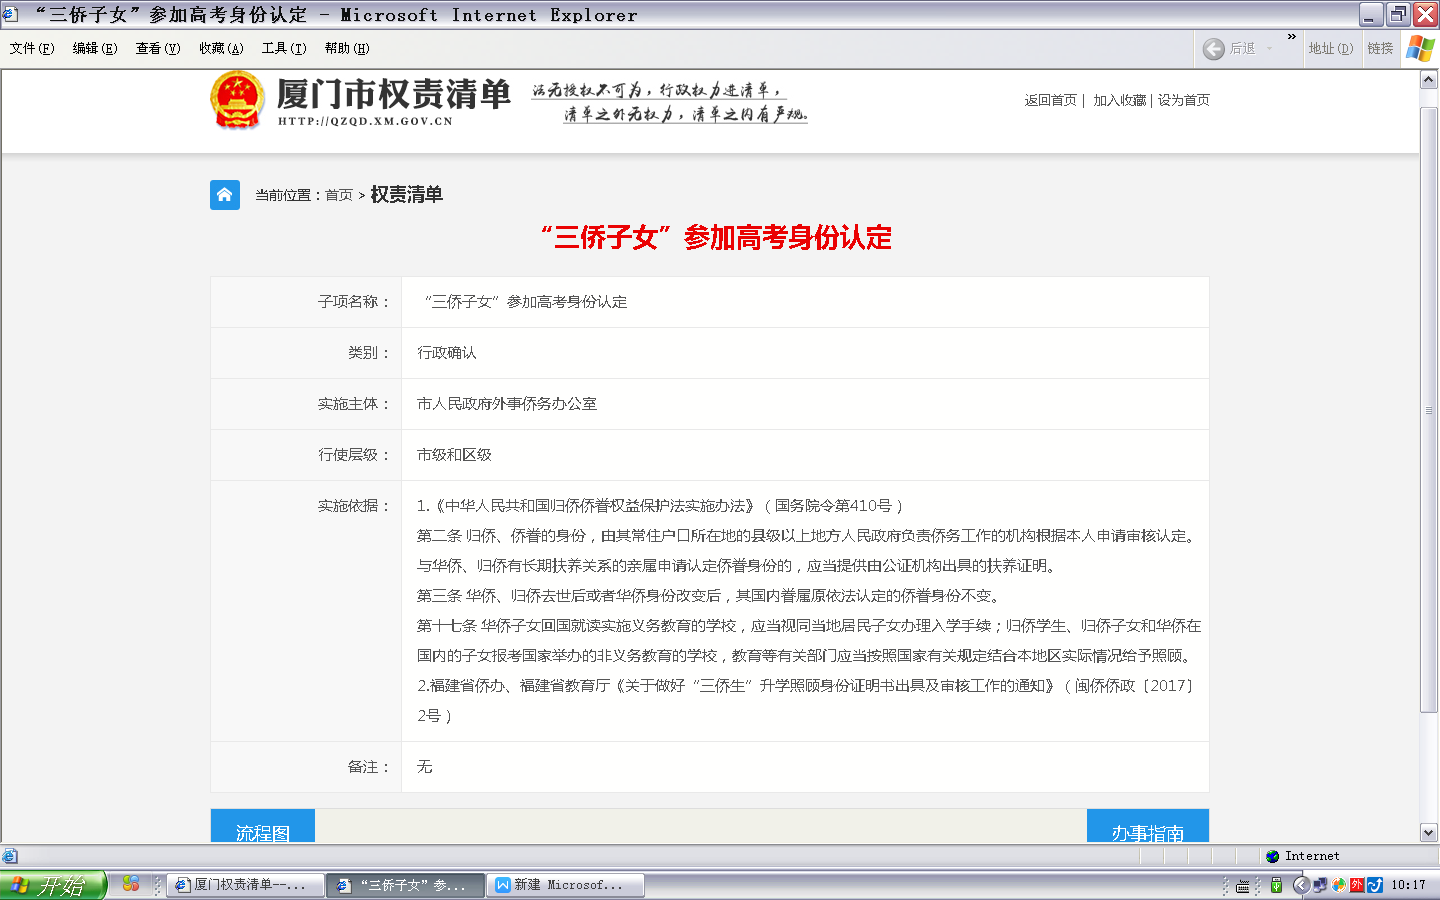 “三侨子女”参加高考身份认定 - Microsoft Internet Explorer
文件(F) 编辑(E) 查看(V) 收藏(A) 工具(T) 帮助(H) 后退 » 地址(D) 链接
厦门市权责清单
HTTP://QZQD.XM.GOV.CN
法无授权不可为，行政权力进清单，
清单之外无权力，清单之内有严规。
返回首页 | 加入收藏 | 设为首页
当前位置：首页 > 权责清单
“三侨子女”参加高考身份认定
子项名称： “三侨子女”参加高考身份认定
类别： 行政确认
实施主体： 市人民政府外事侨务办公室
行使层级： 市级和区级
实施依据： 1.《中华人民共和国归侨侨眷权益保护法实施办法》（国务院令第410号）
第二条 归侨、侨眷的身份，由其常住户口所在地的县级以上地方人民政府负责侨务工作的机构根据本人申请审核认定。
与华侨、归侨有长期扶养关系的亲属申请认定侨眷身份的，应当提供由公证机构出具的扶养证明。
第三条 华侨、归侨去世后或者华侨身份改变后，其国内眷属原依法认定的侨眷身份不变。
第十七条 华侨子女回国就读实施义务教育的学校，应当视同当地居民子女办理入学手续；归侨学生、归侨子女和华侨在
国内的子女报考国家举办的非义务教育的学校，教育等有关部门应当按照国家有关规定结合本地区实际情况给予照顾。
2.福建省侨办、福建省教育厅《关于做好“三侨生”升学照顾身份证明书出具及审核工作的通知》（闽侨侨政〔2017〕
2号）
备注： 无
流程图 办事指南
Internet
开始 厦门权责清单--... “三侨子女”参... 新建 Microsof... 外 10:17